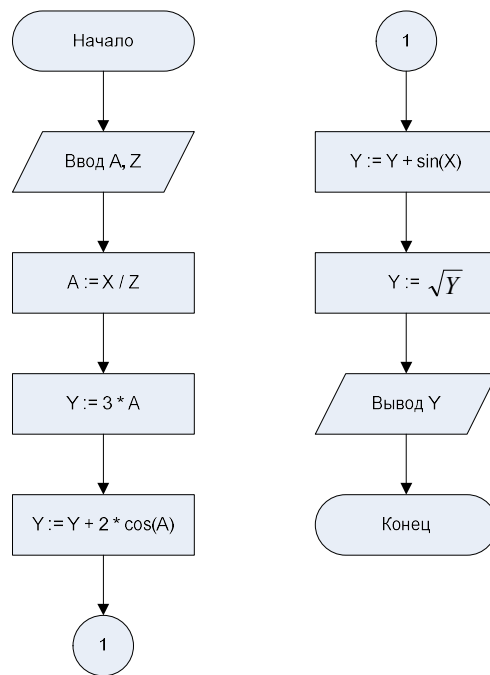 Начало
Ввод A, Z
A := X / Z
Y := 3 * A
Y := Y + 2 * cos(A)
1
1
Y := Y + sin(X)
Y := √Y
Вывод Y
Конец